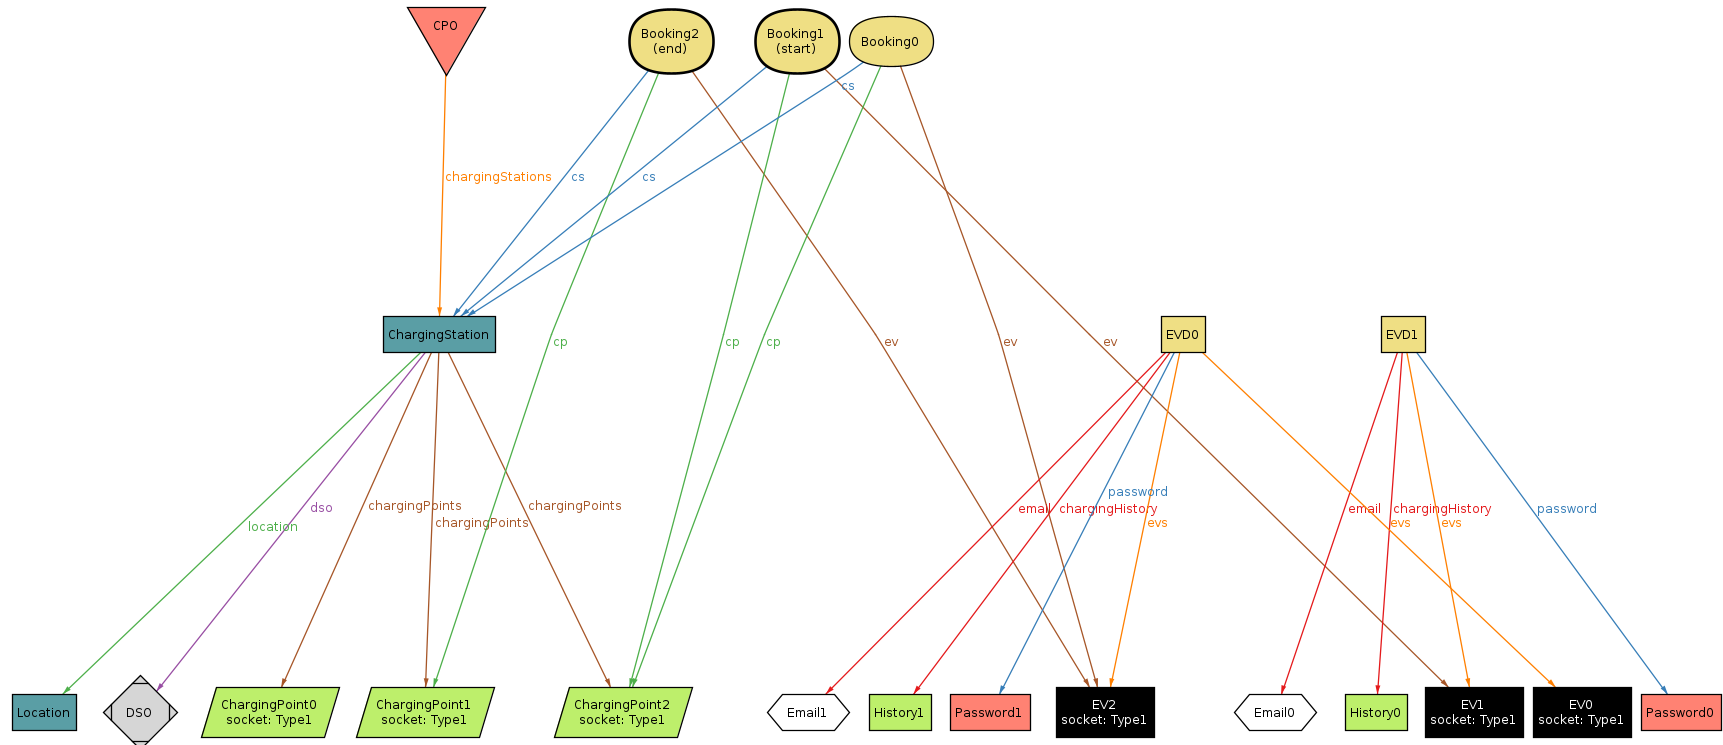 CPO
Booking2
(end)
Booking1
(start)
Booking0
cs
chargingStations
cs
cs
ChargingStation
cp
cp
cp
ev
ev
ev
EVD0
EVD1
location
dso
chargingPoints
chargingPoints
chargingPoints
email
chargingHistory
password
evs
email
evs
chargingHistory
evs
password
Location
DSO
ChargingPoint0
socket: Type1
ChargingPoint1
socket: Type1
ChargingPoint2
socket: Type1
Email1
History1
Password1
EV2
socket: Type1
Email0
History0
EV1
socket: Type1
EV0
socket: Type1
Password0